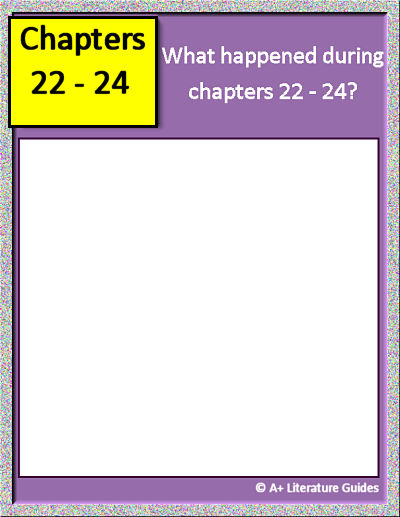 Chapters
22 - 24
What happened during
chapters 22 - 24?
© A+ Literature Guides